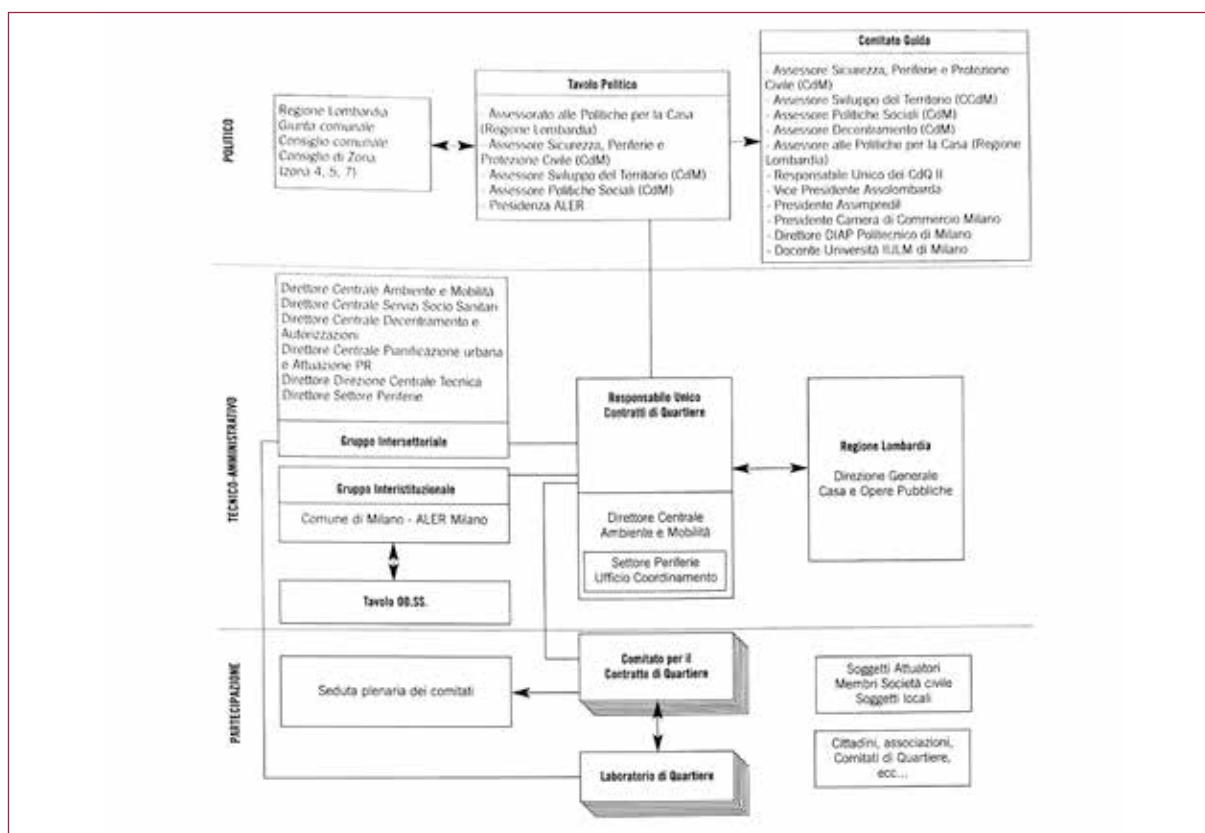 POLITICO
Regione Lombardia
Giunta comunale
Consiglio comunale
Consiglio di Zona
(zona 4, 5, 7)
Tavolo Politico
- Assessorato alle Politiche per la Casa
(Regione Lombardia)
- Assessore Sicurezza, Periferie e
Protezione Civile (CdM)
- Assessore Sviluppo del Territorio (CdM)
- Assessore Politiche Sociali (CdM)
- Presidenza ALER
Comitato Guida
- Assessore Sicurezza, Periferie e Protezione
Civile (CdM)
- Assessore Sviluppo del Territorio (CCdM)
- Assessore Politiche Sociali (CdM)
- Assessore Decentramento (CdM)
- Assessore alle Politiche per la Casa (Regione
Lombardia)
- Responsabile Unico dei CdQ II
- Vice Presidente Assolombarda
- Presidente Assimpredil
- Presidente Camera di Commercio Milano
- Direttore DIAP Politecnico di Milano
- Docente Università IULM di Milano
TECNICO-AMMINISTRATIVO
Direttore Centrale Ambiente e Mobilità
Direttore Centrale Servizi Socio Sanitari
Direttore Centrale Decentramento e
Autorizzazioni
Direttore Centrale Pianificazione urbana
e Attuazione PR
Direttore Direzione Centrale Tecnica
Direttore Settore Periferie
Gruppo Intersettoriale
Gruppo Interistituzionale
Comune di Milano - ALER Milano
Tavolo OO.SS.
Responsabile Unico
Contratti di Quartiere
Direttore Centrale
Ambiente e Mobilità
Settore Periferie
Ufficio Coordinamento
Regione Lombardia
Direzione Generale
Casa e Opere Pubbliche
PARTECIPAZIONE
Seduta plenaria dei comitati
Comitato per il
Contratto di Quartiere
Laboratorio di Quartiere
Soggetti Attuatori
Membri Società civile
Soggetti locali
Cittadini, associazioni,
Comitati di Quartiere,
ecc...